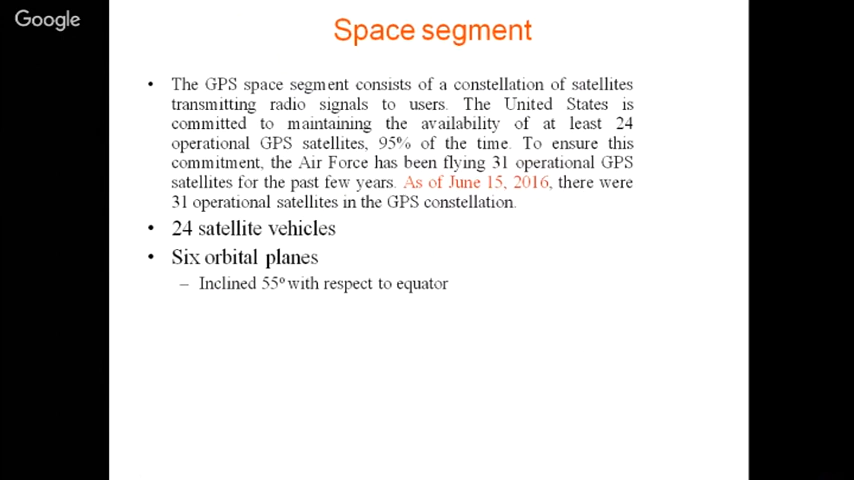 Google
Space segment
• The GPS space segment consists of a constellation of satellites
transmitting radio signals to users. The United States is
committed to maintaining the availability of at least 24
operational GPS satellites, 95% of the time. To ensure this
commitment, the Air Force has been flying 31 operational GPS
satellites for the past few years. As of June 15, 2016, there were
31 operational satellites in the GPS constellation.
• 24 satellite vehicles
• Six orbital planes
– Inclined 55º with respect to equator